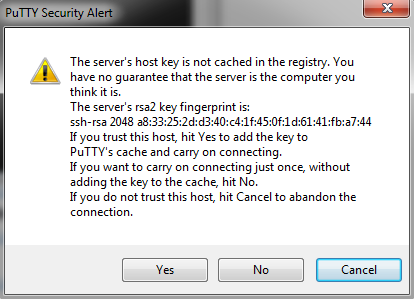 PuTTY Security Alert
The server's host key is not cached in the registry. You
have no guarantee that the server is the computer you
think it is.
The server's rsa2 key fingerprint is:
ssh-rsa 2048 a8:33:25:2d:d3:40:c4:1f:45:0f:1d:61:41:fb:a7:44
If you trust this host, hit Yes to add the key to
PuTTY's cache and carry on connecting.
If you want to carry on connecting just once, without
adding the key to the cache, hit No.
If you do not trust this host, hit Cancel to abandon the
connection.
Yes No Cancel